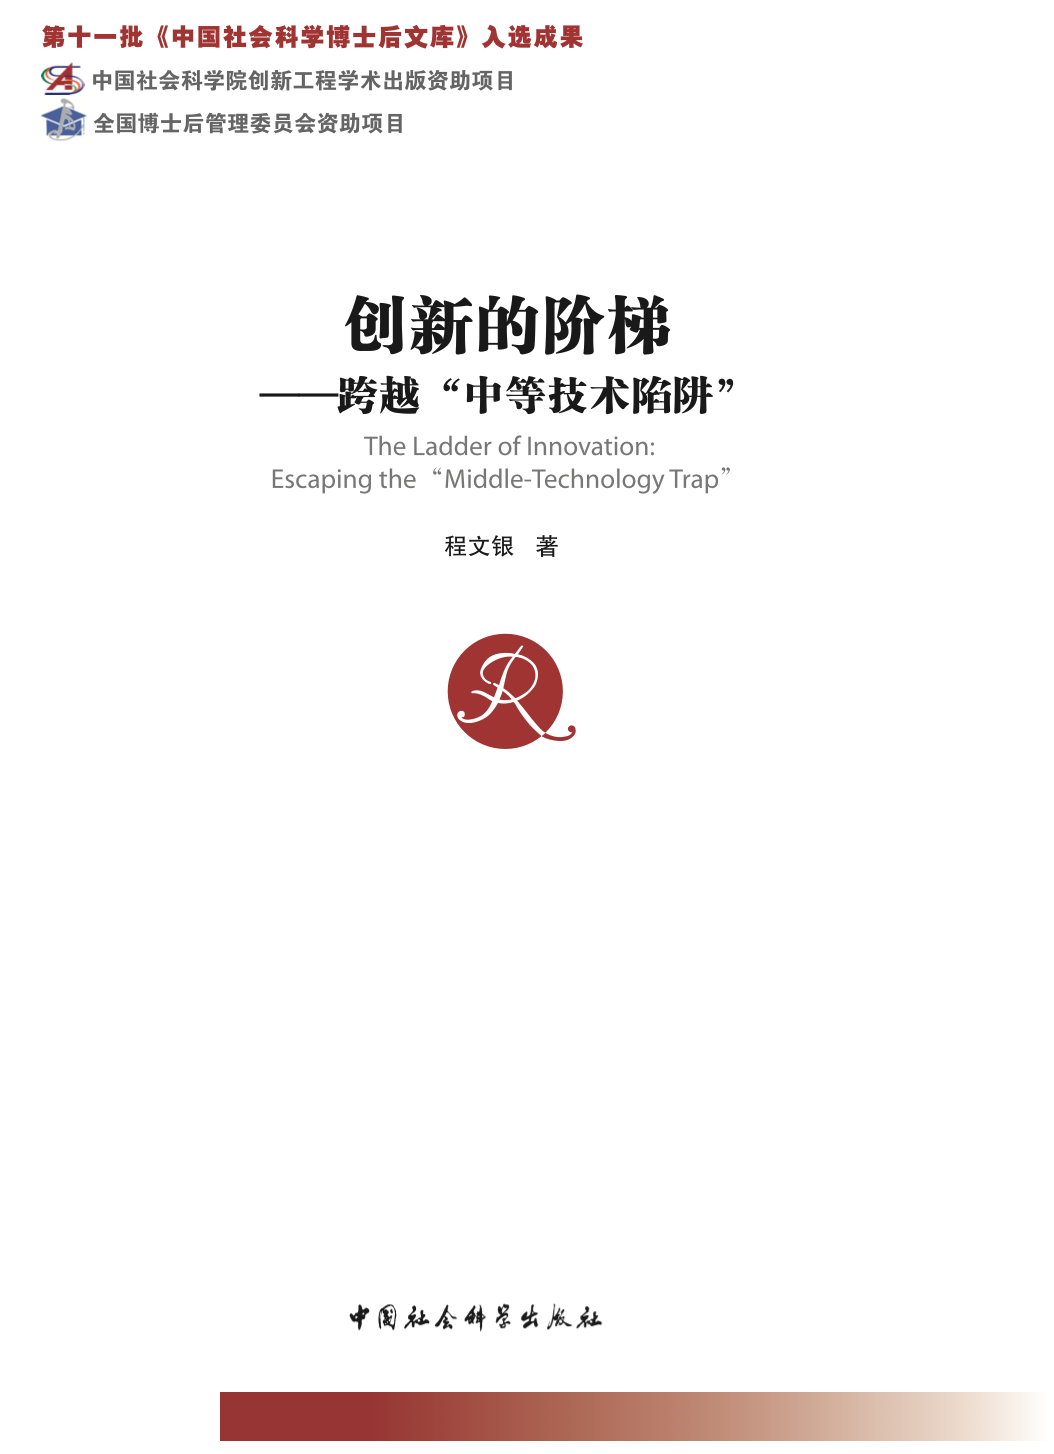 第十一批《中国社会科学博士后文库》入选成果
中国社会科学院创新工程学术出版资助项目
全国博士后管理委员会资助项目
创新的阶梯
——跨越“中等技术陷阱”
The Ladder of Innovation:
Escaping the “Middle-Technology Trap”
程文银 著
中国社会科学出版社